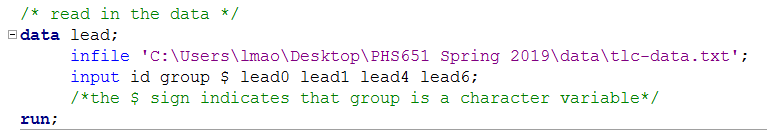 /* read in the data */
data lead;
infile 'C:\Users\lmao\Desktop\PHS651 Spring 2019\data\tlc-data.txt';
input id group $ lead0 lead1 lead4 lead6;
/*the $ sign indicates that group is a character variable*/
run;